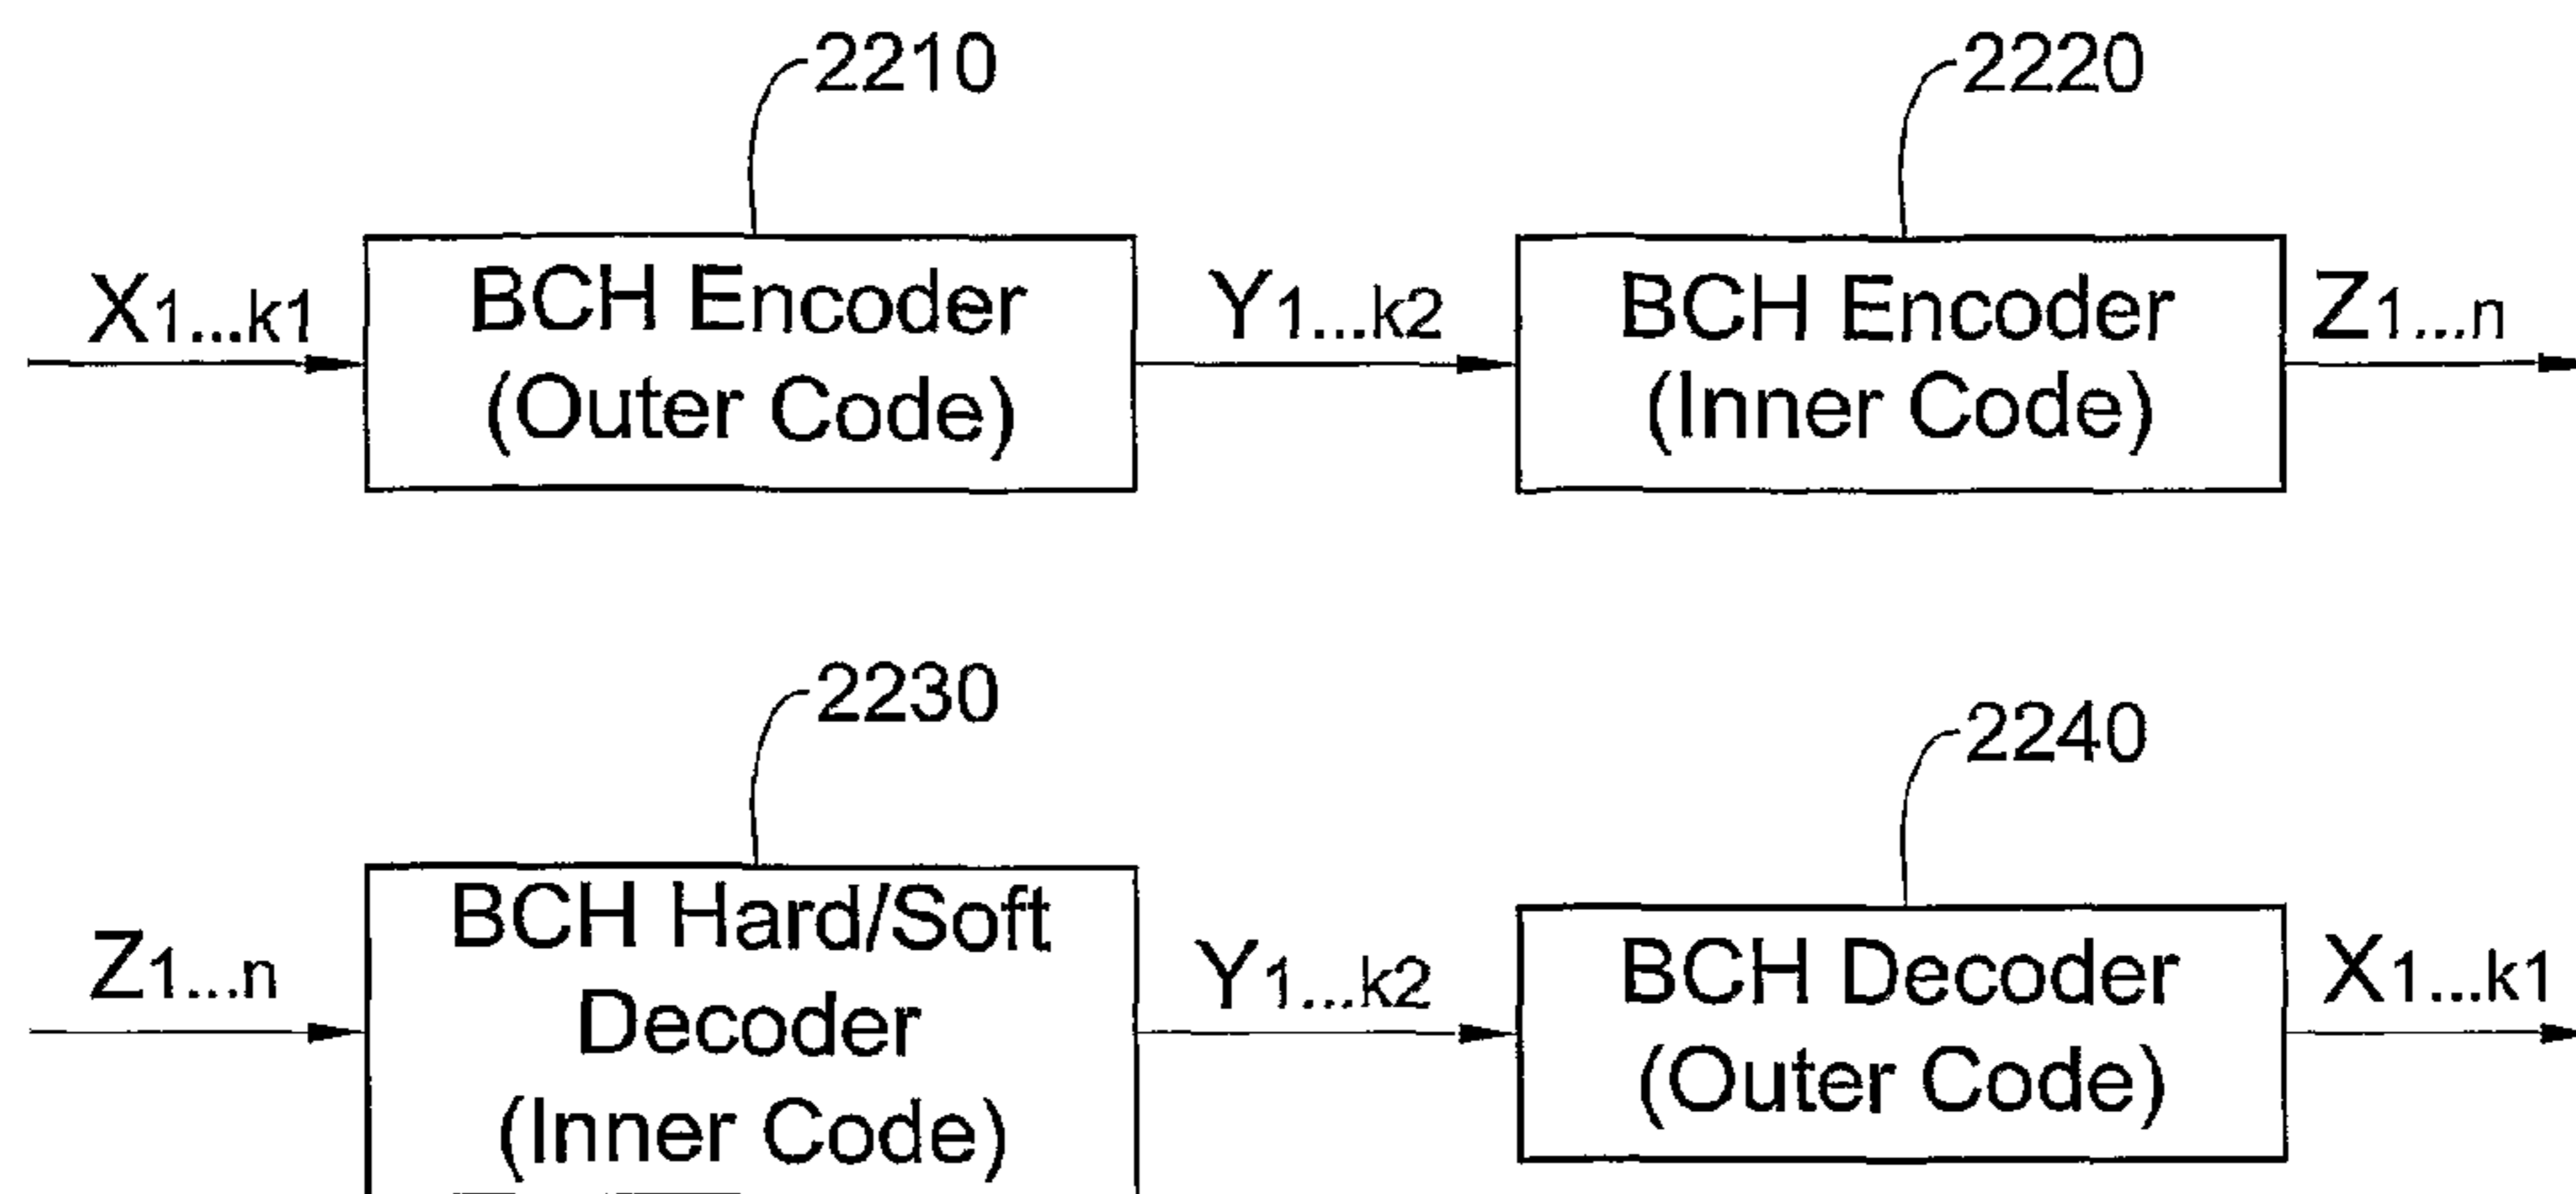 2210
2220
X1...k1
BCH Encoder
(Outer Code)
Y1...k2
BCH Encoder
(Inner Code)
Z1...n
2230
2240
Z1...n
BCH Hard/Soft
Decoder
(Inner Code)
Y1...k2
BCH Decoder
(Outer Code)
X1...k1